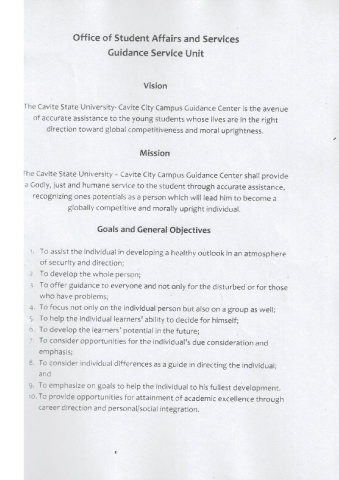 Office of Student Affairs and Services
Guidance Service Unit
Vision
The Cavite State University- Cavite City Campus Guidance Center is the avenue
of accurate assistance to the young students whose lives are in the right
direction toward global competitiveness and moral uprightness.
Mission
The Cavite State University – Cavite City Campus Guidance Center shall provide
a Godly, just and humane service to the student through accurate assistance,
recognizing ones potentials as a person which will lead him to become a
globally competitive and morally upright individual.
Goals and General Objectives
1. To assist the individual in developing a healthy outlook in an atmosphere
of security and direction;
2. To develop the whole person;
3. To offer guidance to everyone and not only for the disturbed or for those
who have problems;
4. To focus not only on the individual person but also on a group as well;
5. To help the individual learners' ability to decide for himself;
6. To develop the learners' potential in the future;
7. To consider opportunities for the individual's due consideration and
emphasis;
8. To consider individual differences as a guide in directing the individual;
and
9. To emphasize on goals to help the individual to his fullest development.
10. To provide opportunities for attainment of academic excellence through
career direction and personal/social integration.